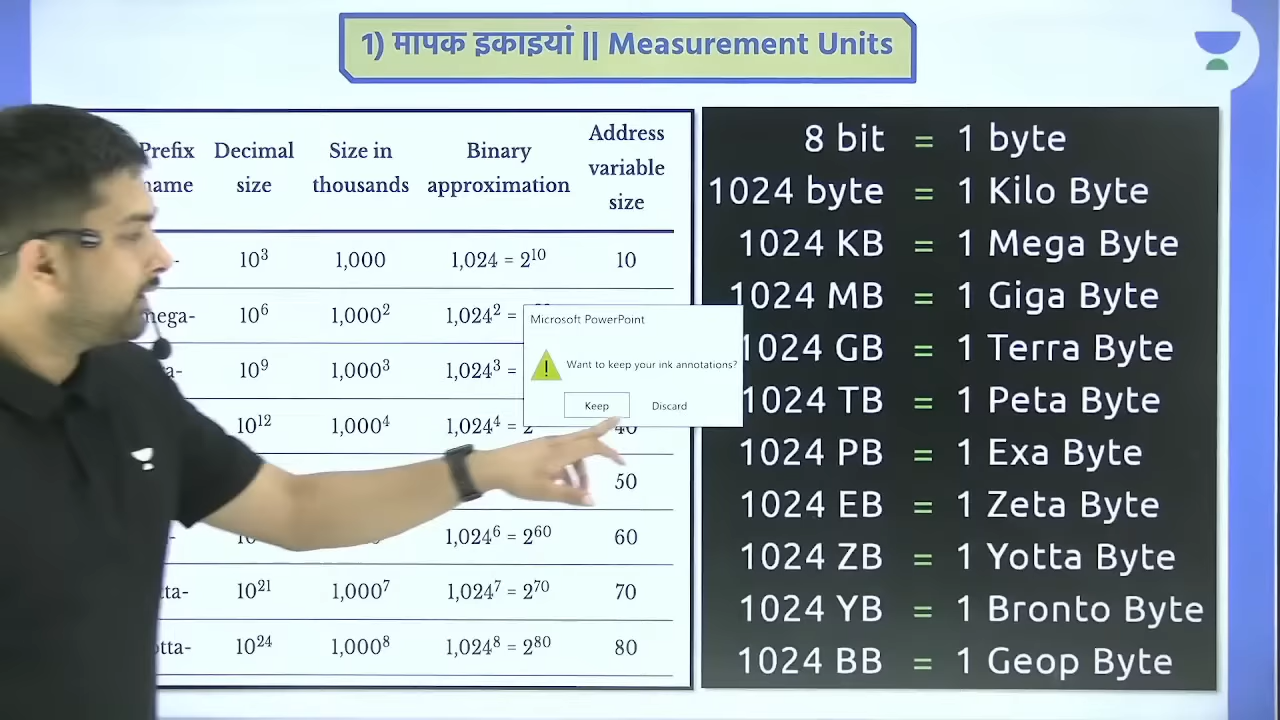 1) मापक इकाइयां || Measurement Units
Prefix name
Decimal size
Size in thousands
Binary approximation
Address variable size
10³ 1,000 1,024 = 2¹⁰ 10
mega- 10⁶ 1,000² 1,024² =
10⁹ 1,000³ 1,024³ =
10¹² 1,000⁴ 1,024⁴ = 2 40
50
1,024⁶ = 2⁶⁰ 60
10²¹ 1,000⁷ 1,024⁷ = 2⁷⁰ 70
10²⁴ 1,000⁸ 1,024⁸ = 2⁸⁰ 80
Microsoft PowerPoint
Want to keep your ink annotations?
Keep Discard
8 bit = 1 byte
1024 byte = 1 Kilo Byte
1024 KB = 1 Mega Byte
1024 MB = 1 Giga Byte
1024 GB = 1 Terra Byte
1024 TB = 1 Peta Byte
1024 PB = 1 Exa Byte
1024 EB = 1 Zeta Byte
1024 ZB = 1 Yotta Byte
1024 YB = 1 Bronto Byte
1024 BB = 1 Geop Byte